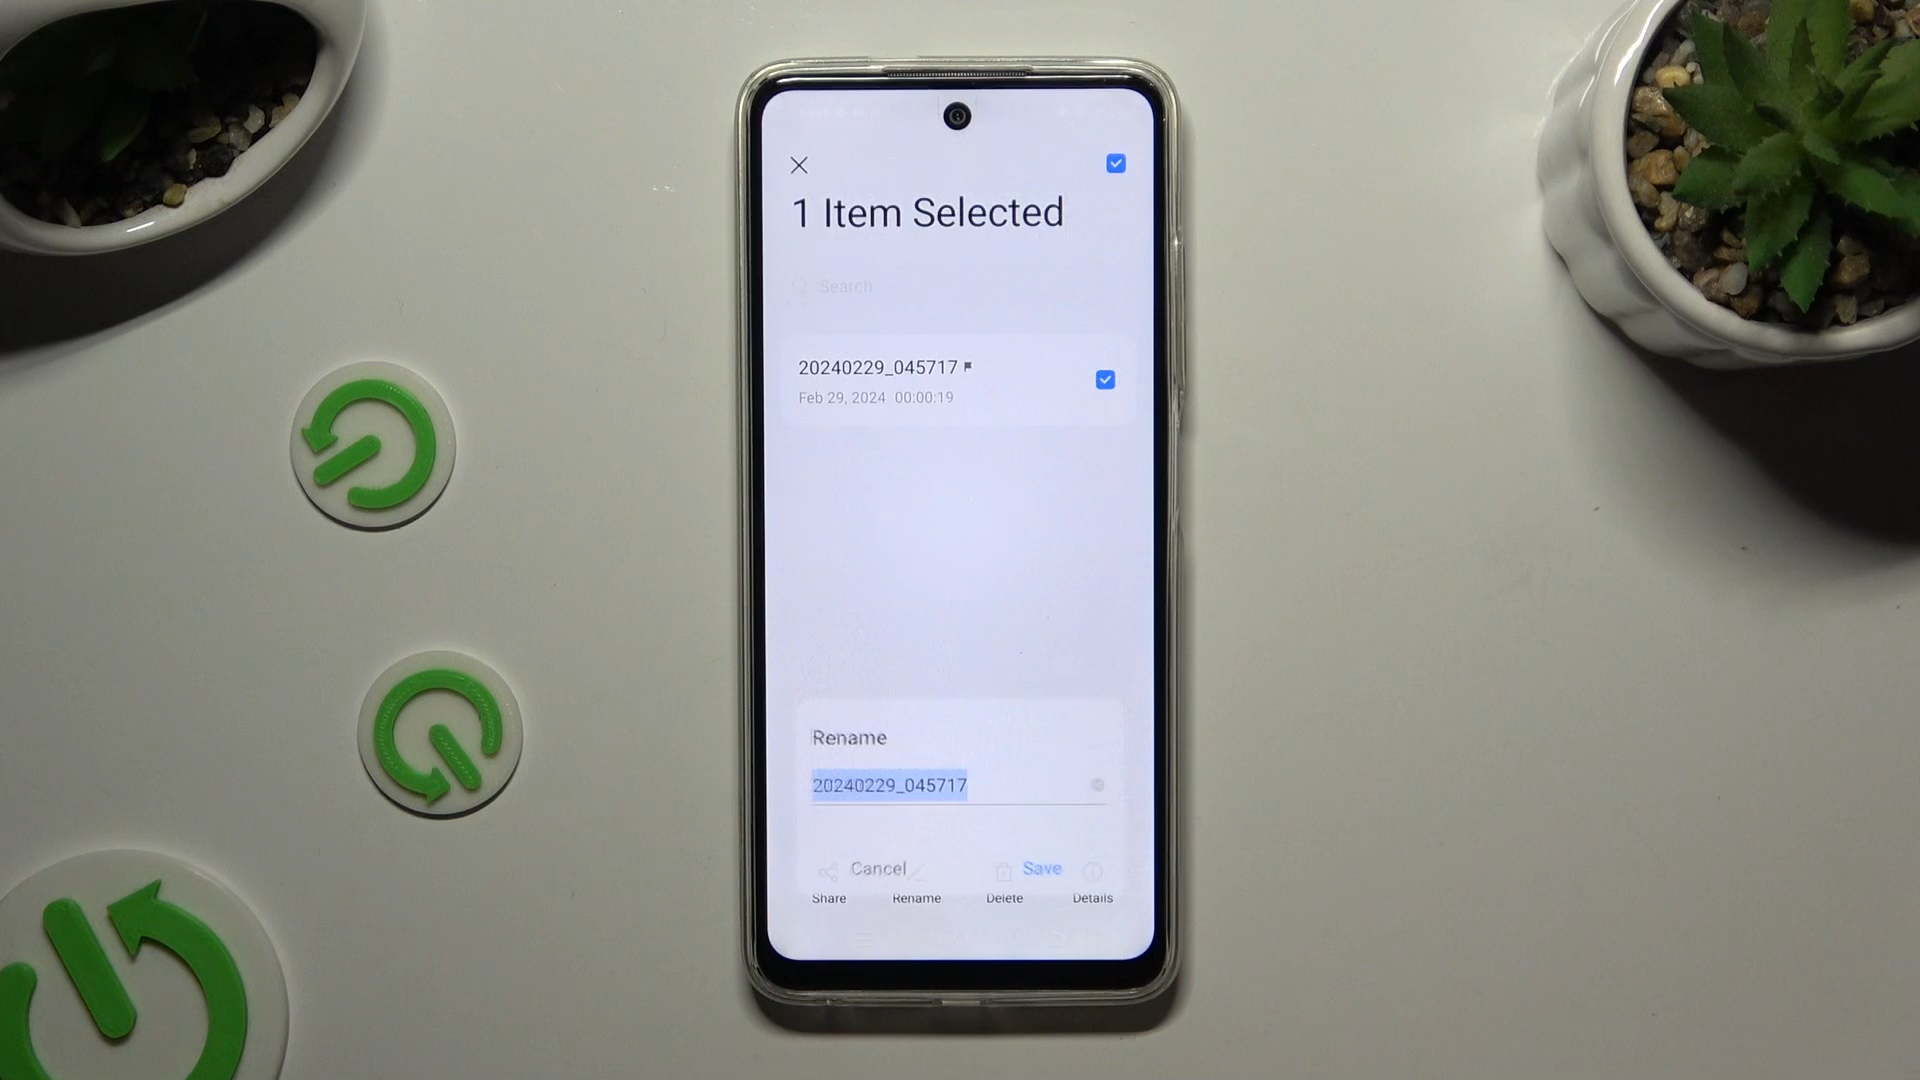 1 Item Selected
Search
20240229_045717
Feb 29, 2024 00:00:19
Rename
20240229_045717
Cancel Save
Share Rename Delete Details